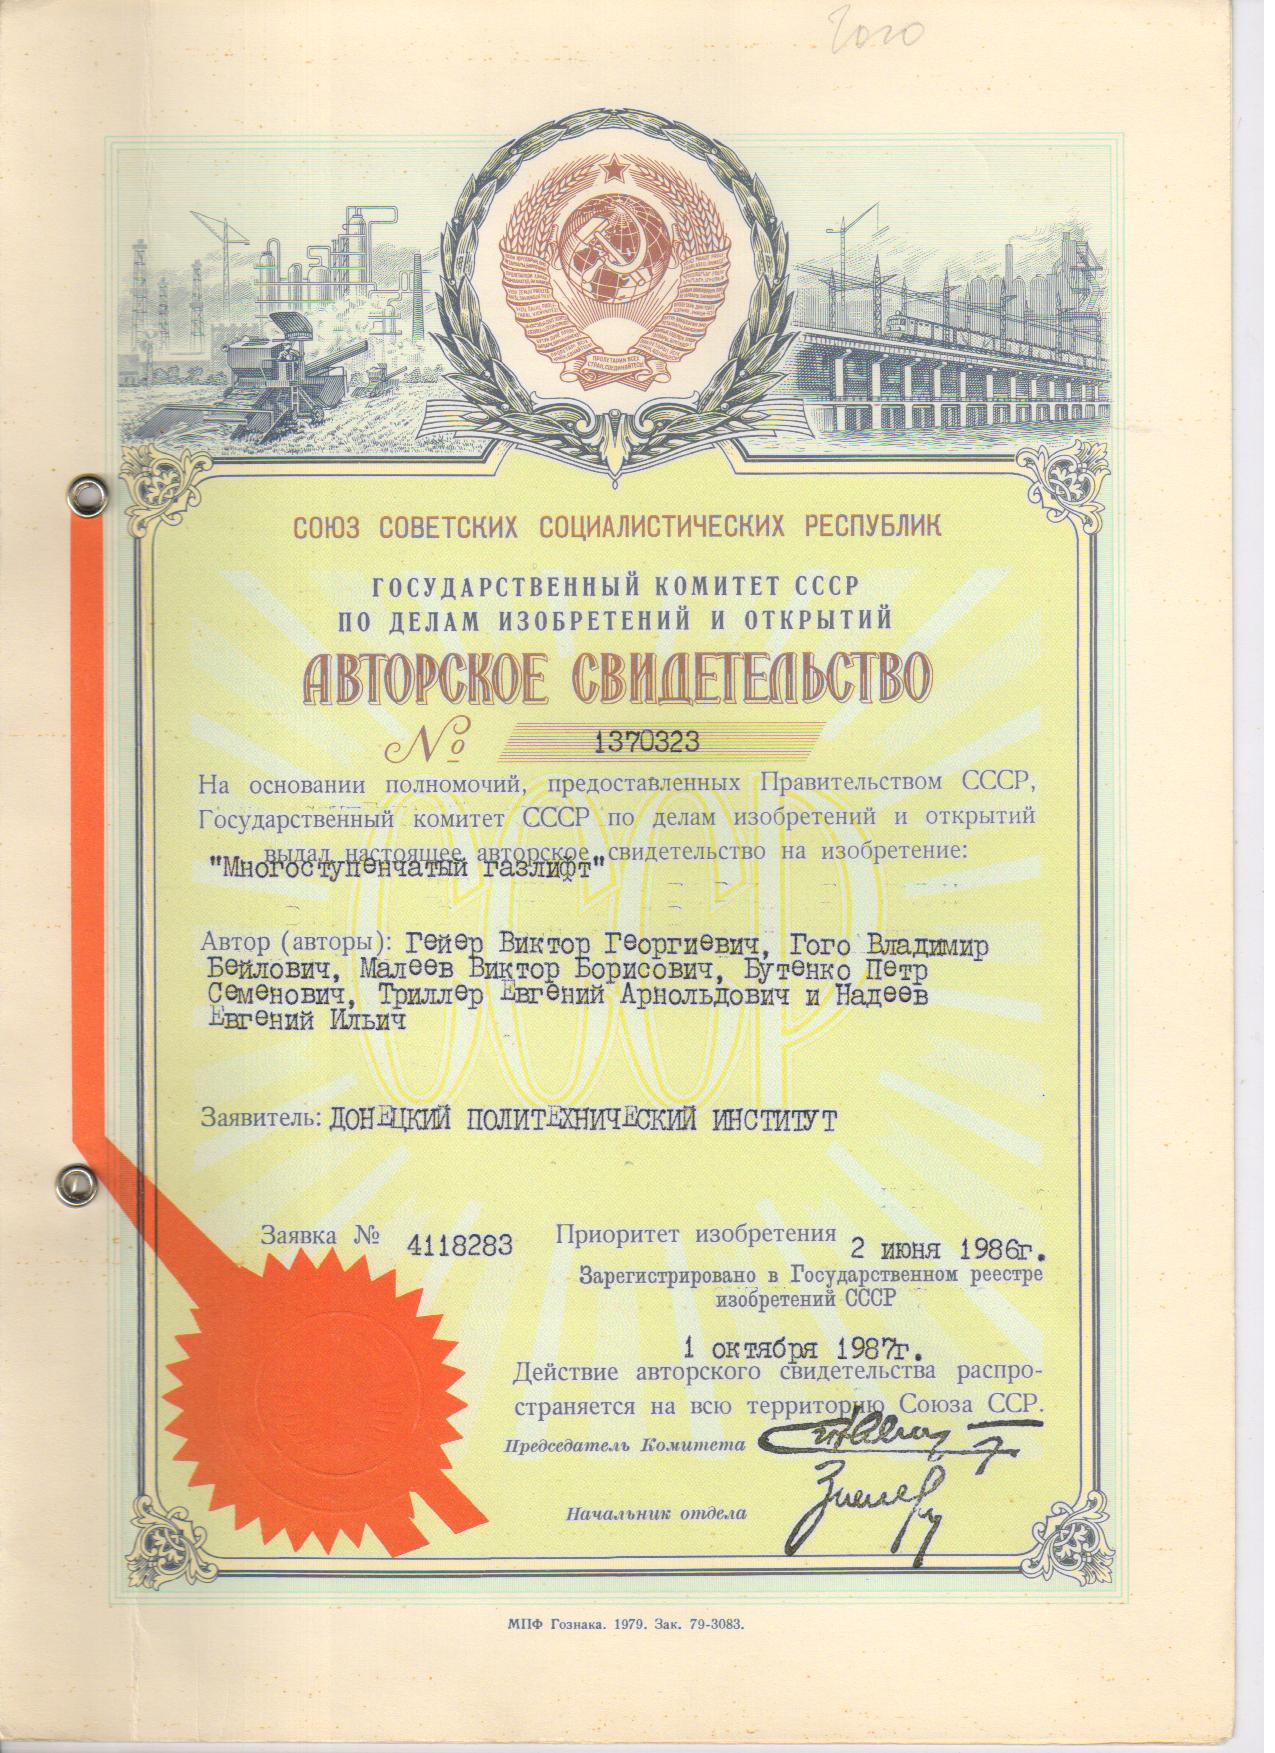 Гого
ПРОЛЕТАРИИ ВСЕХ
СТРАН, СОЕДИНЯЙТЕСЬ!
СОЮЗ СОВЕТСКИХ СОЦИАЛИСТИЧЕСКИХ РЕСПУБЛИК
ГОСУДАРСТВЕННЫЙ КОМИТЕТ СССР
ПО ДЕЛАМ ИЗОБРЕТЕНИЙ И ОТКРЫТИЙ
АВТОРСКОЕ СВИДЕТЕЛЬСТВО
№ 1370323
На основании полномочий, предоставленных Правительством СССР,
Государственный комитет СССР по делам изобретений и открытий
выдал настоящее авторское свидетельство на изобретение:
"Многоступенчатый газлифт"
СССР
Автор (авторы): Гейер Виктор Георгиевич, Гого Владимир
Бейлович, Малеев Виктор Борисович, Бутенко Петр
Семенович, Триллер Евгений Арнольдович и Надеев
Евгений Ильич
Заявитель: ДОНЕЦКИЙ ПОЛИТЕХНИЧЕСКИЙ ИНСТИТУТ
Заявка № 4118283 Приоритет изобретения 2 июня 1986г.
Зарегистрировано в Государственном реестре
изобретений СССР
1 октября 1987г.
Действие авторского свидетельства распро-
страняется на всю территорию Союза ССР.
Председатель Комитета
Начальник отдела
МПФ Гознака. 1979. Зак. 79-3083.